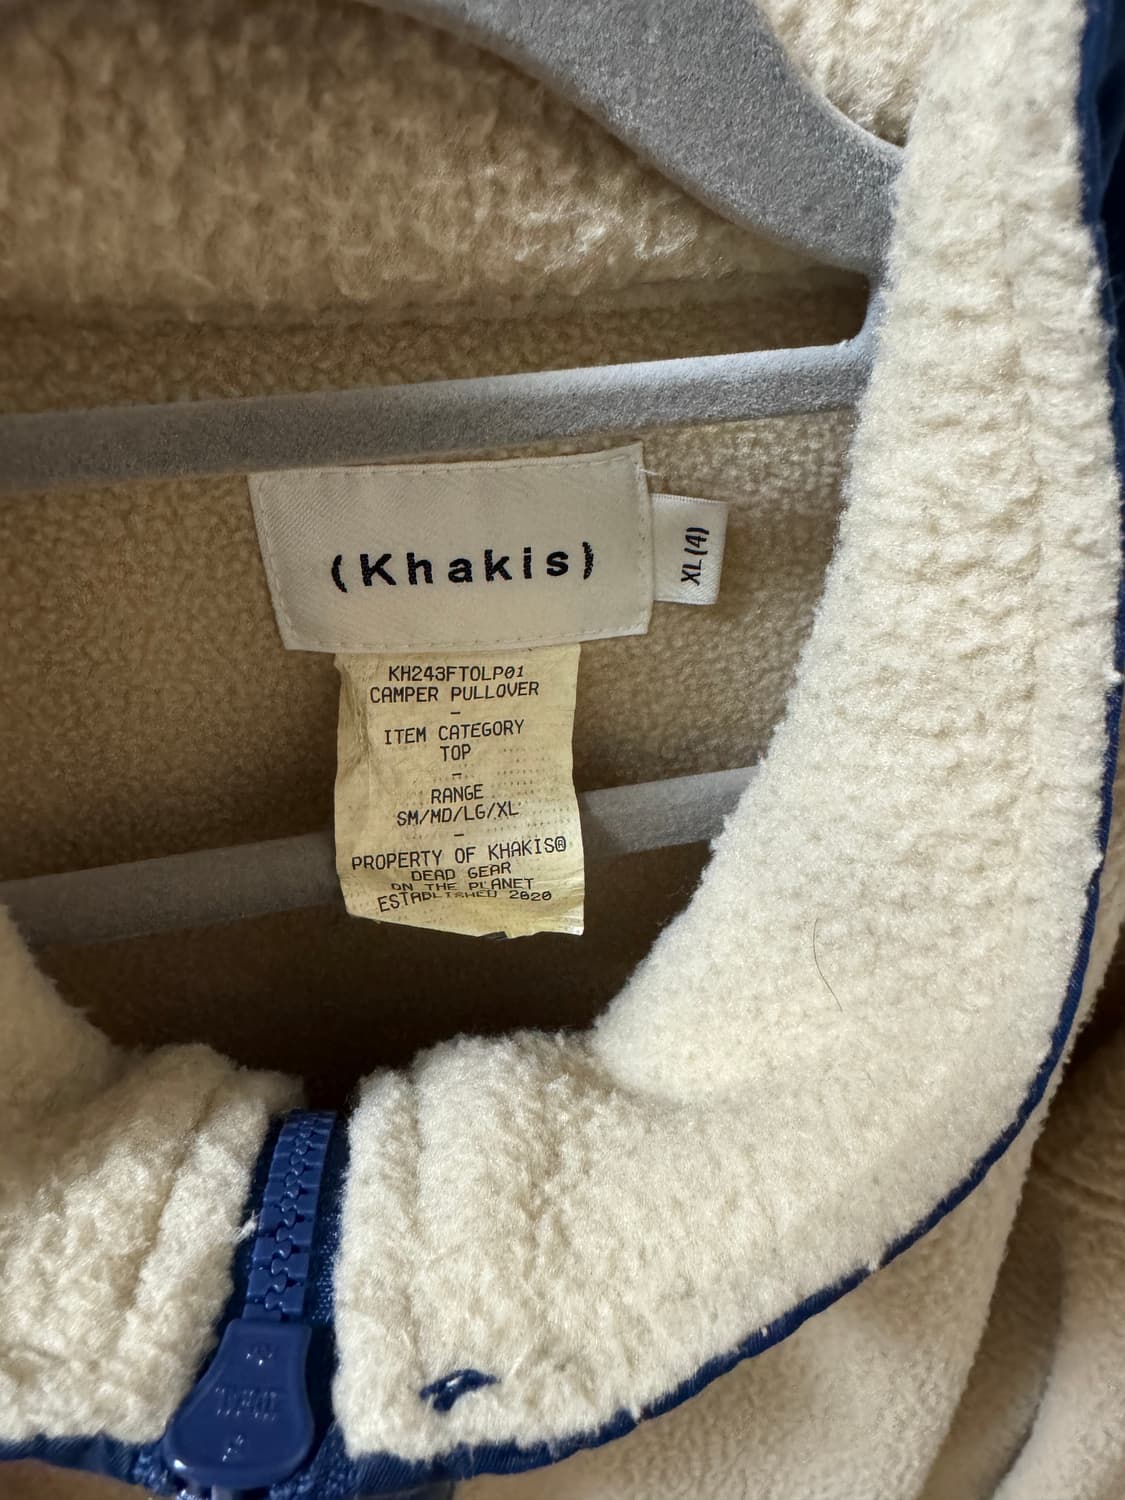 (Khakis)
XL (4)
KH243FTOLP01
CAMPER PULLOVER
-
ITEM CATEGORY
TOP
-
RANGE
SM/MD/LG/XL
-
PROPERTY OF KHAKIS®
DEAD GEAR
ON THE PLANET
ESTABLISHED 2020